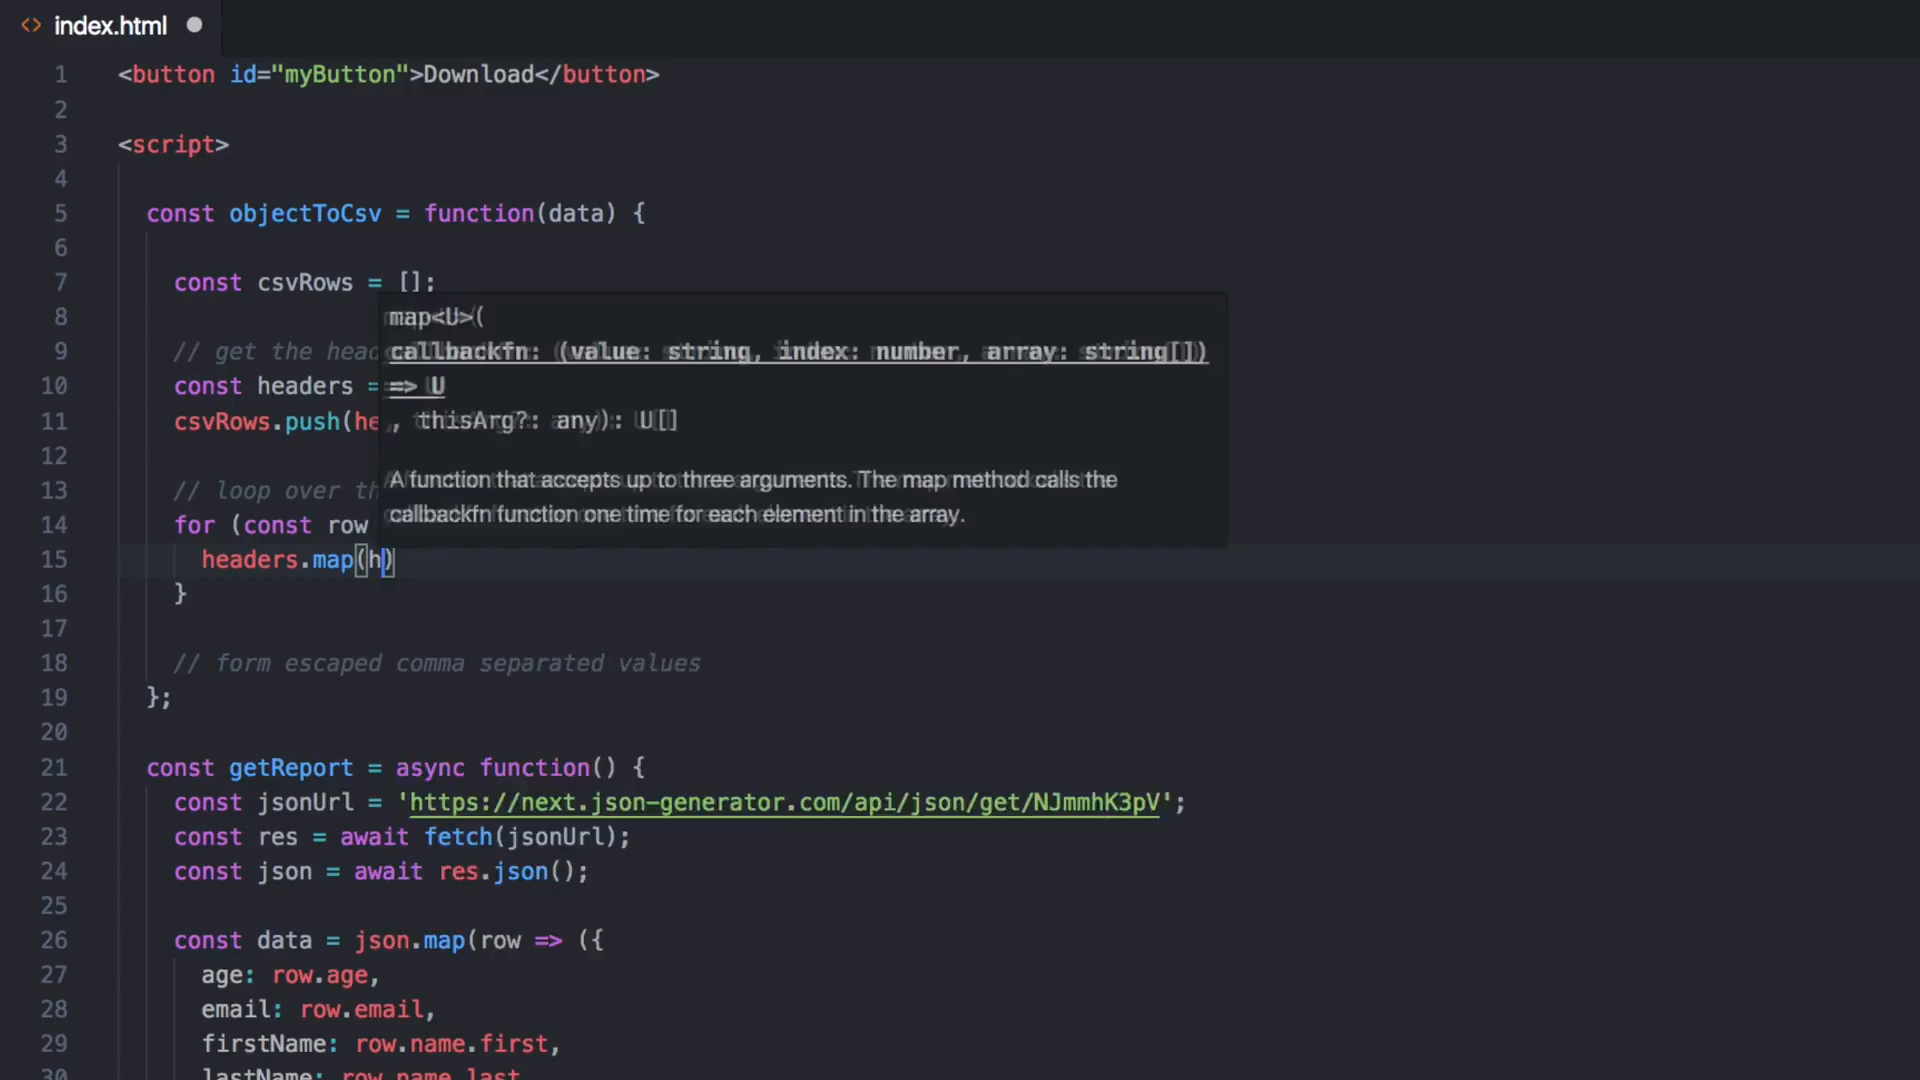 <> index.html
1 <button id="myButton">Download</button>
2
3 <script>
4
5 const objectToCsv = function(data) {
6
7 const csvRows = [];
8 map<U>(
9 // get the head callbackfn: (value: string, index: number, array: string[])
10 const headers = => U
11 csvRows.push(he , thisArg?: any): U[]
12
A function that accepts up to three arguments. The map method calls the
13 // loop over th
callbackfn function one time for each element in the array.
14 for (const row
15 headers.map(h)
16 }
17
18 // form escaped comma separated values
19 };
20
21 const getReport = async function() {
22 const jsonUrl = 'https://next.json-generator.com/api/json/get/NJmmhK3pV';
23 const res = await fetch(jsonUrl);
24 const json = await res.json();
25
26 const data = json.map(row => ({
27 age: row.age,
28 email: row.email,
29 firstName: row.name.first,
30 lastName: row.name.last